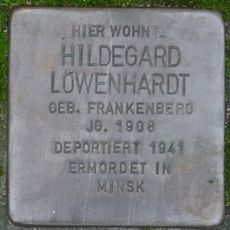 HIER WOHNTE
HILDEGARD
LÖWENHARDT
GEB. FRANKENBERG
JG. 1908
DEPORTIERT 1941
ERMORDET IN
MINSK